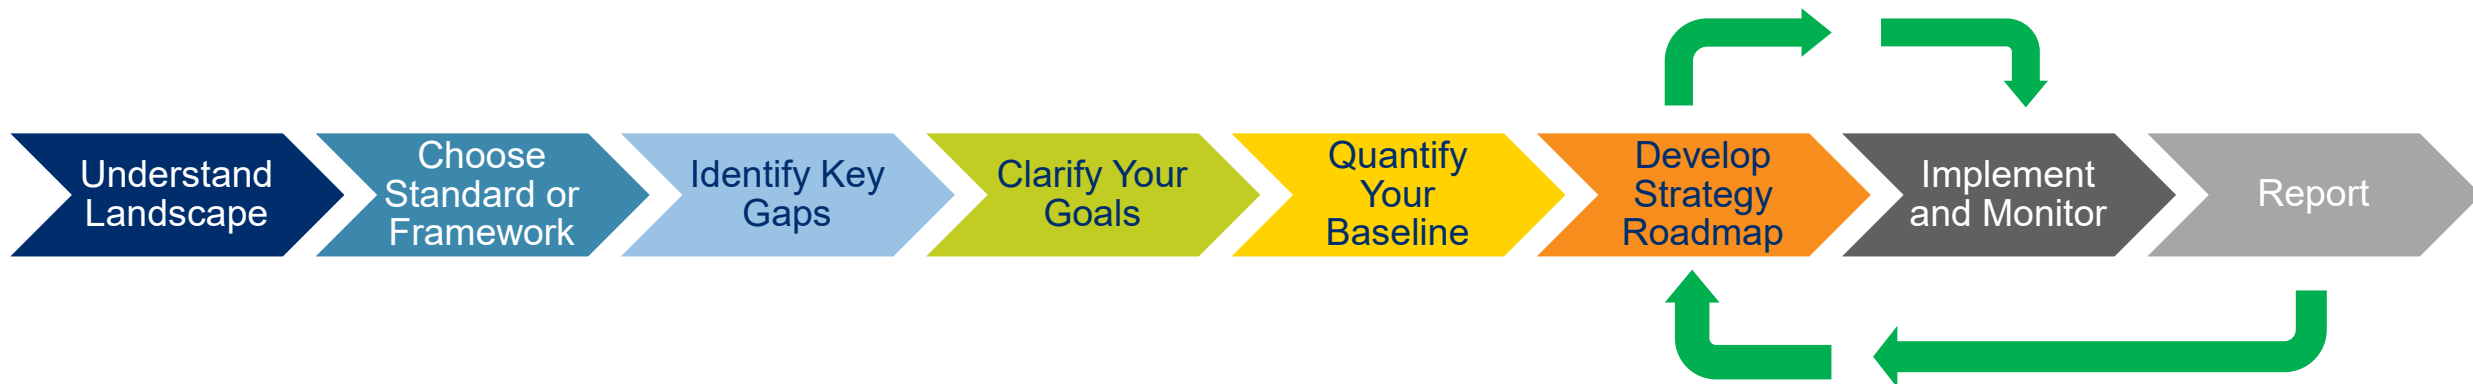 Understand
Landscape
Choose
Standard or
Framework
Identify Key
Gaps
Clarify Your
Goals
Quantify
Your
Baseline
Develop
Strategy
Roadmap
Implement
and Monitor
Report